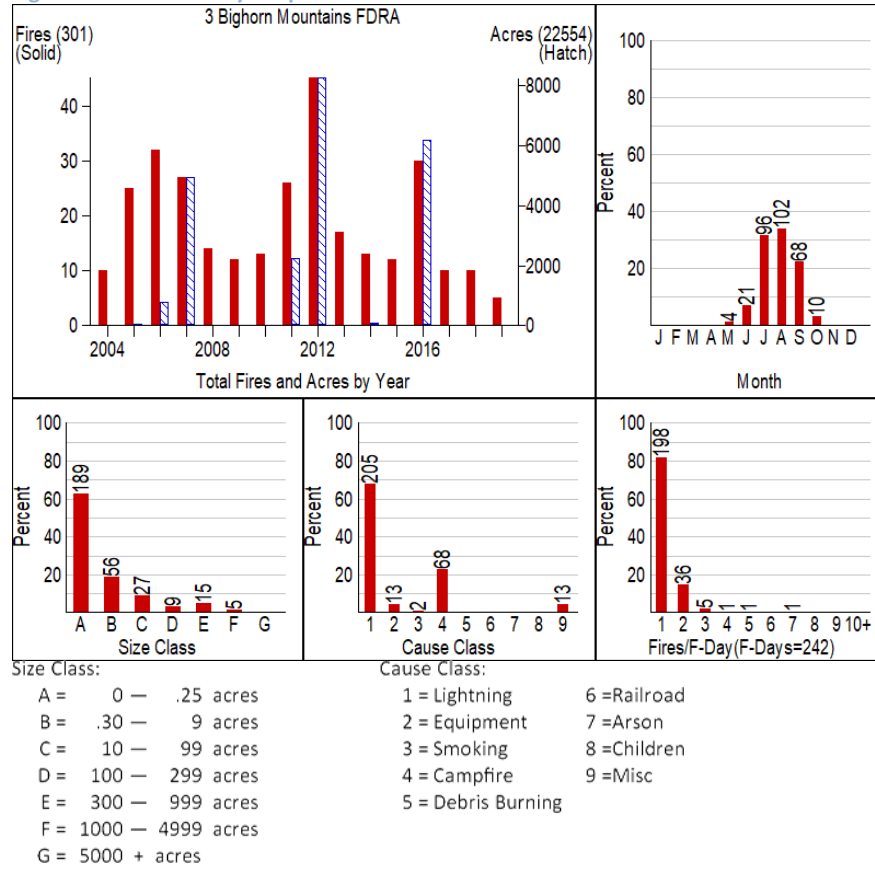 3 Bighorn Mountains FDRA
Fires (301)
(Solid)
Acres (22554)
(Hatch)
40
30
20
10
0
8000
6000
4000
2000
0
2004 2008 2012 2016
Total Fires and Acres by Year
100
80
60
40
20
Percent
4 21 96 102 68 10
J F M A M J J A S O N D
Month
100
80
60
40
20
Percent
189 56 27 9 15 5
A B C D E F G
Size Class
100
80
60
40
20
Percent
205 13 2 68 13
1 2 3 4 5 6 7 8 9
Cause Class
100
80
60
40
20
Percent
198 36 5 1 1 1
1 2 3 4 5 6 7 8 9 10+
Fires/F-Day(F-Days=242)
Size Class:
A = 0 — .25 acres
B = .30 — 9 acres
C = 10 — 99 acres
D = 100 — 299 acres
E = 300 — 999 acres
F = 1000 — 4999 acres
G = 5000 + acres
Cause Class:
1 = Lightning 6 =Railroad
2 = Equipment 7 =Arson
3 = Smoking 8 =Children
4 = Campfire 9 =Misc
5 = Debris Burning